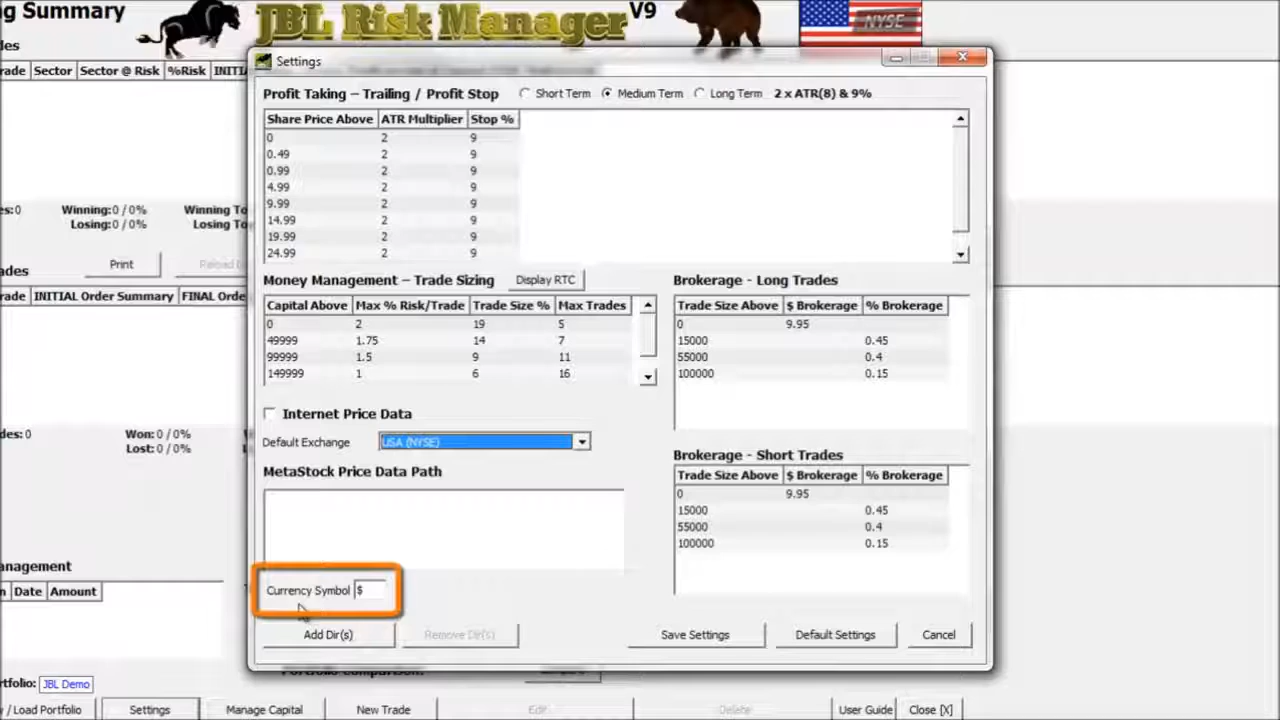 g Summary
JBL Risk Manager V9
NYSE
des
rade Sector Sector @ Risk %Risk INITI
es:0 Winning:0 / 0% Winning To
Losing:0 / 0% Losing To
Print
ades
rade INITIAL Order Summary FINAL Orde
des: 0 Won: 0 / 0%
Lost: 0 / 0%
anagement
n Date Amount
Settings
Profit Taking – Trailing / Profit Stop Short Term Medium Term Long Term 2 x ATR(8) & 9%
Share Price Above ATR Multiplier Stop %
0 2 9
0.49 2 9
0.99 2 9
4.99 2 9
9.99 2 9
14.99 2 9
19.99 2 9
24.99 2 9
Money Management – Trade Sizing Display RTC
Capital Above Max % Risk/Trade Trade Size % Max Trades
0 2 19 5
49999 1.75 14 7
99999 1.5 9 11
149999 1 6 16
Brokerage - Long Trades
Trade Size Above $ Brokerage % Brokerage
0 9.95
15000 0.45
55000 0.4
100000 0.15
Internet Price Data
Default Exchange USA (NYSE)
MetaStock Price Data Path
Brokerage - Short Trades
Trade Size Above $ Brokerage % Brokerage
0 9.95
15000 0.45
55000 0.4
100000 0.15
Currency Symbol $
Add Dir(s) Remove Dir(s) Save Settings Default Settings Cancel
Portfolio Comparison:
rtfolio: JBL Demo
/ Load Portfolio Settings Manage Capital New Trade Edit Delete User Guide Close [X]